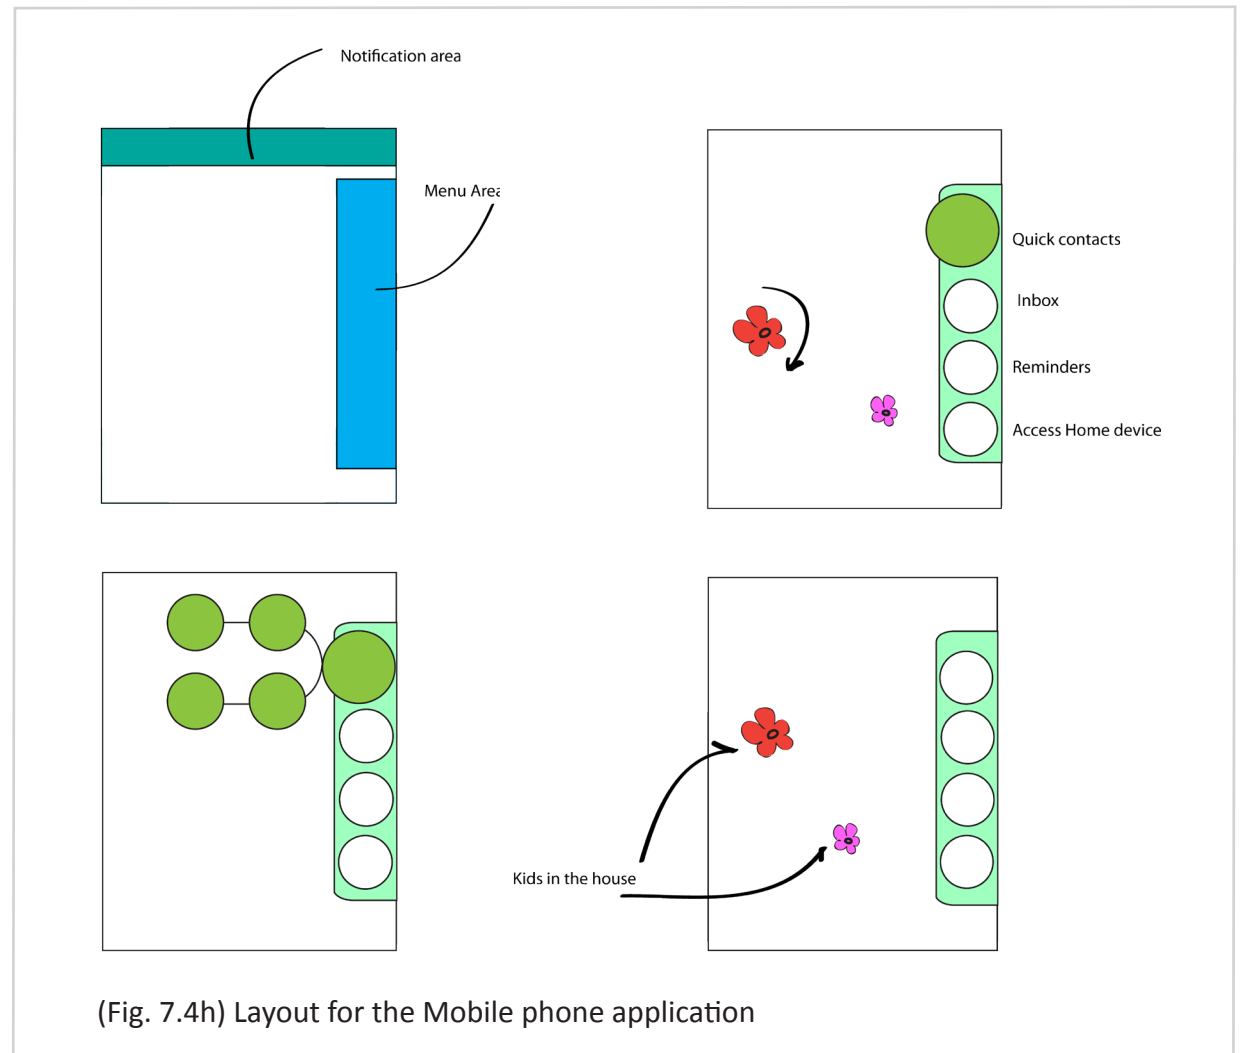 Notification area
Menu Area
Quick contacts
Inbox
Reminders
Access Home device
Kids in the house
(Fig. 7.4h) Layout for the Mobile phone application